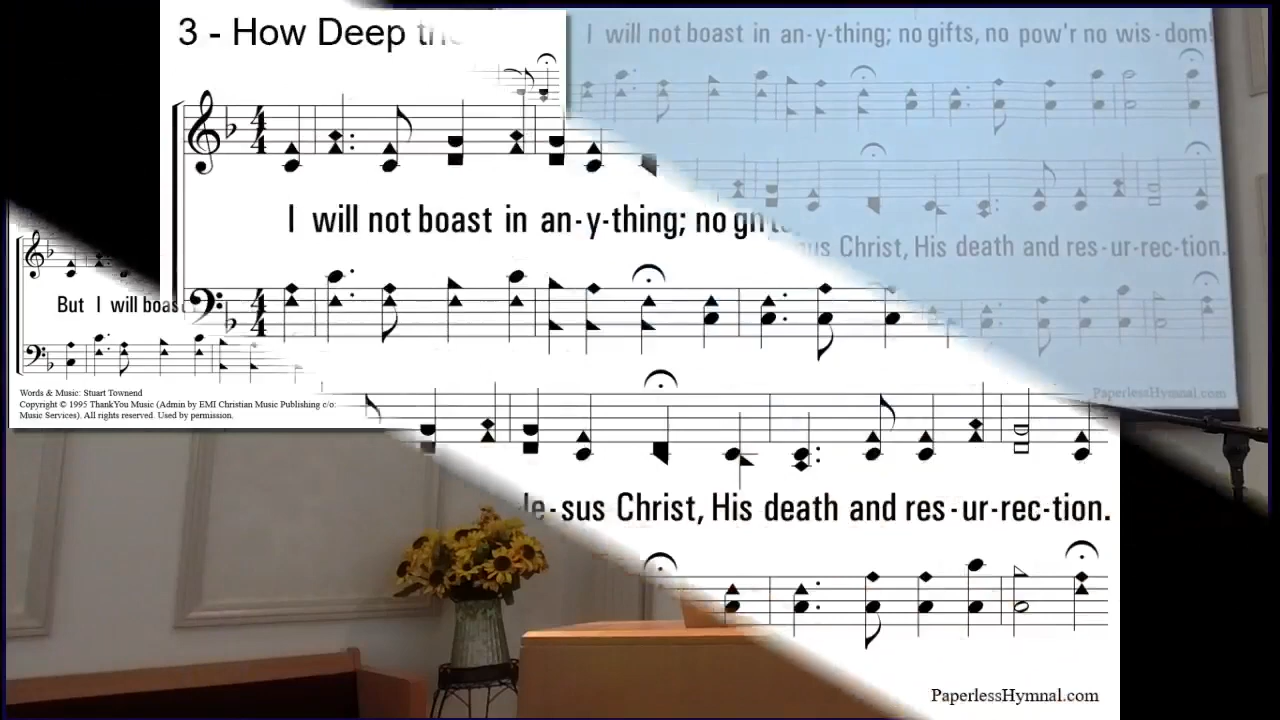 3 - How Deep
I will not boast in an-y-thing; no gifts, no pow'r no wis-dom!
I will not boast in an-y-thing; no
But I will boast
sus Christ, His death and res-ur-rec-tion.
Words & Music: Stuart Townend
Copyright © 1995 ThankYou Music (Admin by EMI Christian Music Publishing c/o:
Music Services). All rights reserved. Used by permission.
PaperlessHymnal.com
Je-sus Christ, His death and res-ur-rec-tion.
PaperlessHymnal.com